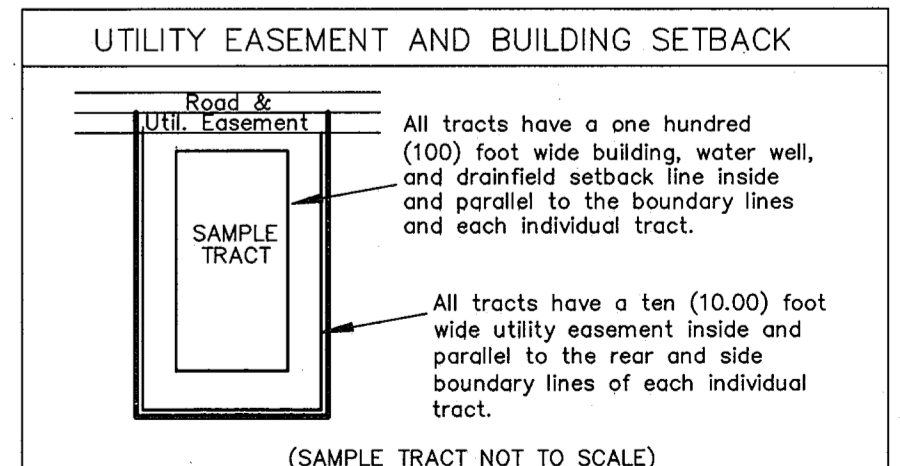 UTILITY EASEMENT AND BUILDING SETBACK
Road &
Util. Easement
SAMPLE
TRACT
All tracts have a one hundred
(100) foot wide building, water well,
and drainfield setback line inside
and parallel to the boundary lines
and each individual tract.
All tracts have a ten (10.00) foot
wide utility easement inside and
parallel to the rear and side
boundary lines of each individual
tract.
(SAMPLE TRACT NOT TO SCALE)